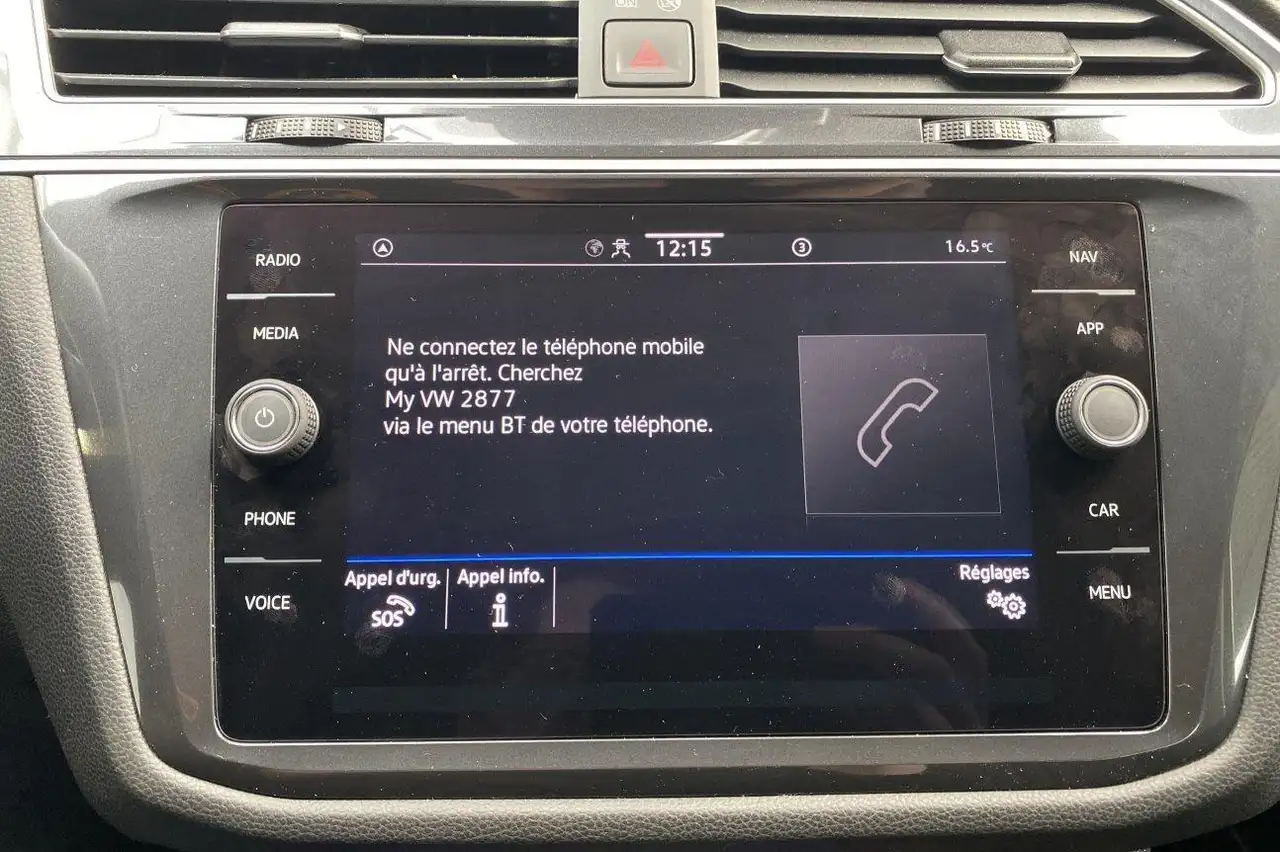 RADIO
MEDIA
PHONE
VOICE
12:15
3
16.5°C
Ne connectez le téléphone mobile
qu'à l'arrêt. Cherchez
My VW 2877
via le menu BT de votre téléphone.
Appel d'urg.
SOS
Appel info.
i
Réglages
NAV
APP
CAR
MENU